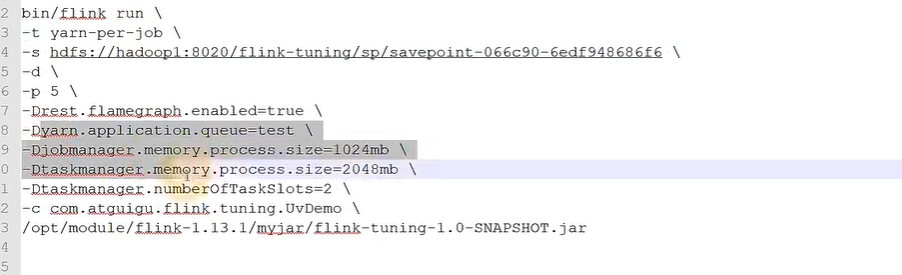 2 bin/flink run \
3 -t yarn-per-job \
4 -s hdfs://hadoop1:8020/flink-tuning/sp/savepoint-066c90-6edf948686f6 \
5 -d \
6 -p 5 \
7 -Drest.flamegraph.enabled=true \
8 -Dyarn.application.queue=test \
9 -Djobmanager.memory.process.size=1024mb \
0 -Dtaskmanager.memory.process.size=2048mb \
1 -Dtaskmanager.numberOfTaskSlots=2 \
2 -c com.atguigu.flink.tuning.UvDemo \
3 /opt/module/flink-1.13.1/myjar/flink-tuning-1.0-SNAPSHOT.jar
4
5